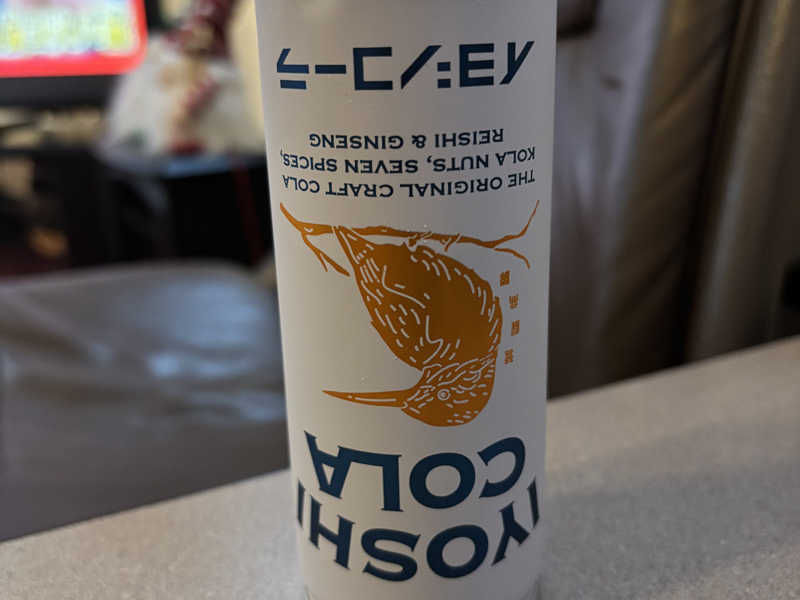 IYOSHI
COLA
THE ORIGINAL CRAFT COLA
KOLA NUTS, SEVEN SPICES,
REISHI & GINSENG
イヨシコーラ